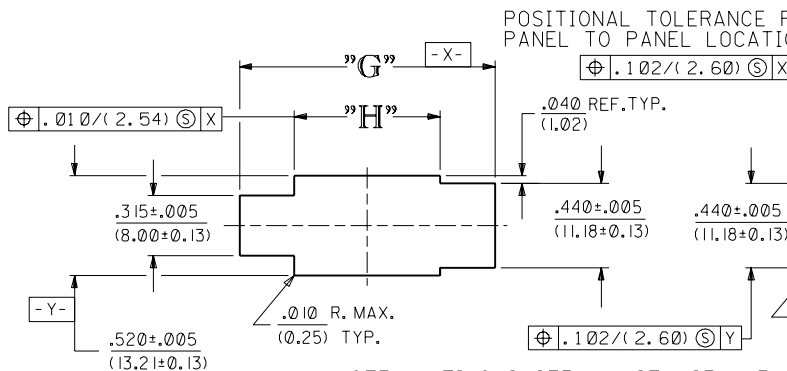 POSITIONAL TOLERANCE
PANEL TO PANEL
"G"
-X-
⌖ .102/(2.60) Ⓢ X
⌖ .010/(2.54) Ⓢ X
"H"
.040 REF.TYP.
(1.02)
.315±.005
(8.00±0.13)
.440±.005
(11.18±0.13)
.440±.005
(11.18±0.13)
-Y-
.010 R. MAX.
(0.25) TYP.
⌖ .102/(2.60) Ⓢ Y
.520±.005
(13.21±0.13)